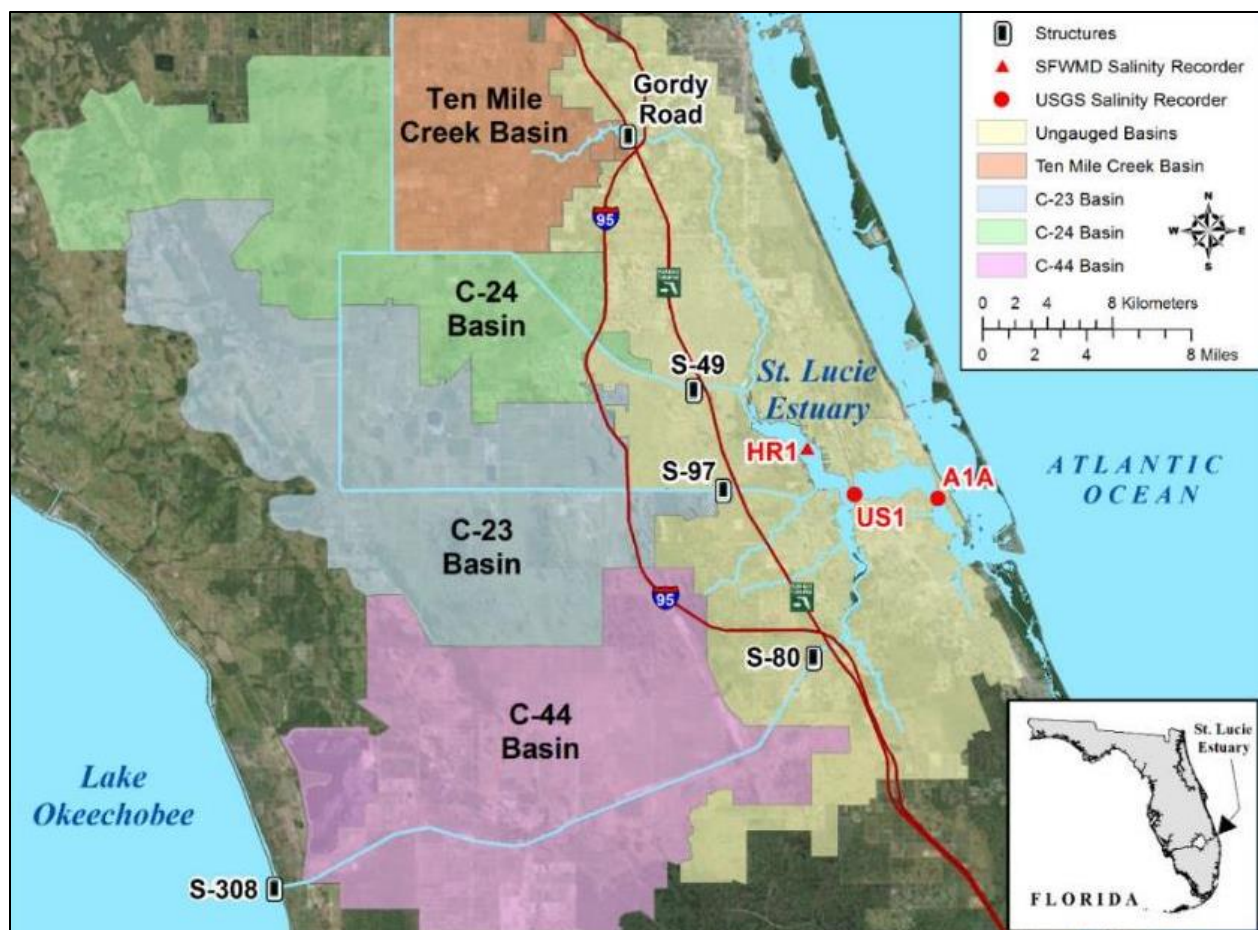 Structures
SFWMD Salinity Recorder
USGS Salinity Recorder
Ungauged Basins
Ten Mile Creek Basin
C-23 Basin
C-24 Basin
C-44 Basin
N
W
E
S
0 2 4 8 Kilometers
0 2 4 8 Miles
Ten Mile
Creek Basin
Gordy
Road
95
C-24
Basin
S-49
St. Lucie
Estuary
HR1
S-97
US1
A1A
ATLANTIC
OCEAN
C-23
Basin
95
S-80
C-44
Basin
Lake
Okeechobee
S-308
St. Lucie
Estuary
FLORIDA